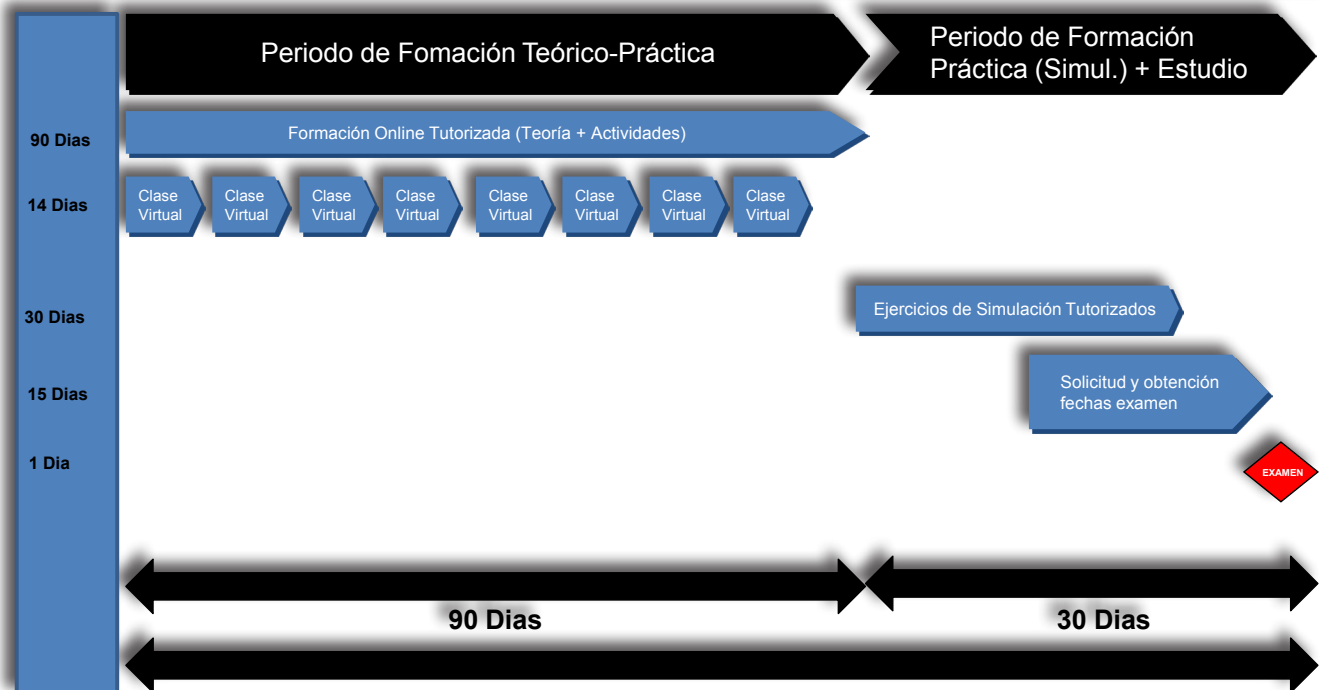 Periodo de Fomación Teórico-Práctica
Periodo de Formación
Práctica (Simul.) + Estudio
90 Dias
Formación Online Tutorizada (Teoría + Actividades)
14 Dias
Clase
Virtual
Clase
Virtual
Clase
Virtual
Clase
Virtual
Clase
Virtual
Clase
Virtual
Clase
Virtual
Clase
Virtual
30 Dias
Ejercicios de Simulación Tutorizados
15 Dias
Solicitud y obtención
fechas examen
1 Dia
EXAMEN
90 Dias
30 Dias